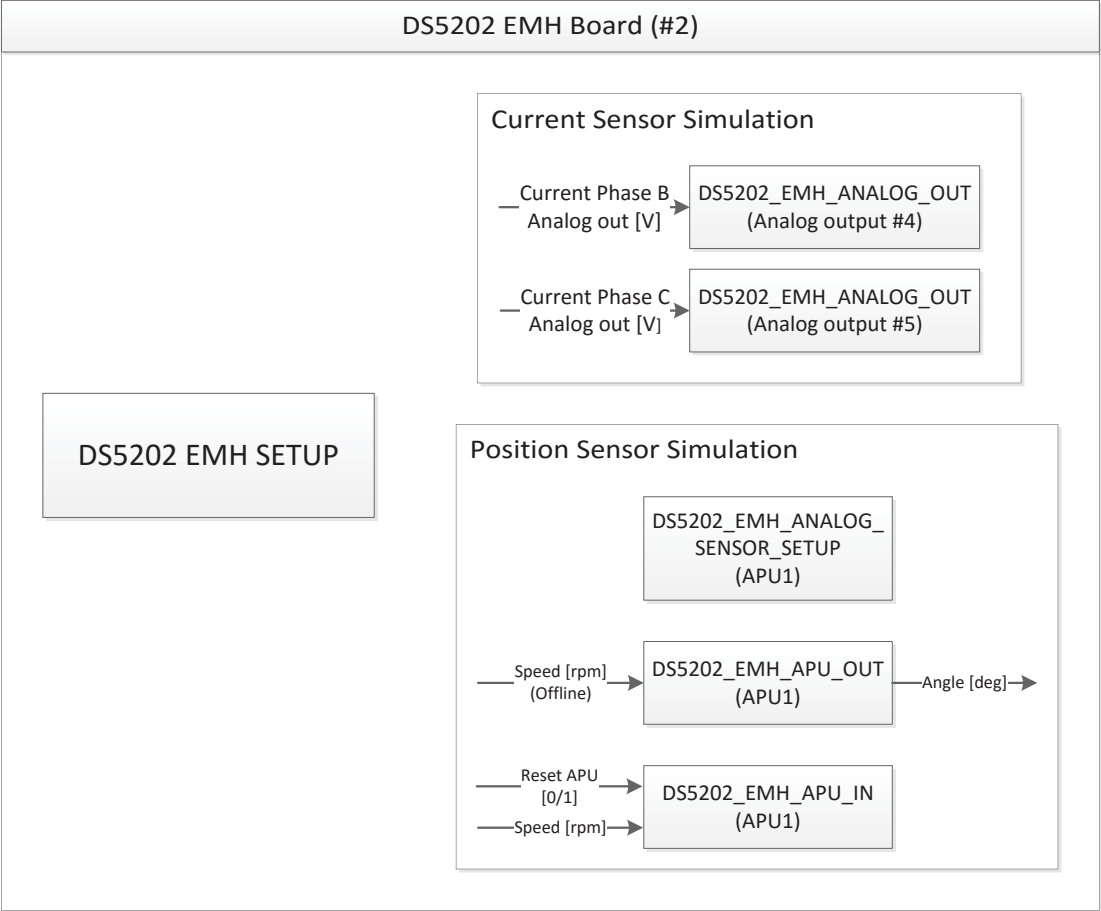 DS5202 EMH Board (#2)
Current Sensor Simulation
Current Phase B
Analog out [V]
DS5202_EMH_ANALOG_OUT
(Analog output #4)
Current Phase C
Analog out [V]
DS5202_EMH_ANALOG_OUT
(Analog output #5)
DS5202 EMH SETUP
Position Sensor Simulation
DS5202_EMH_ANALOG_
SENSOR_SETUP
(APU1)
Speed [rpm]
(Offline)
DS5202_EMH_APU_OUT
(APU1)
Angle [deg]
Reset APU
[0/1]
Speed [rpm]
DS5202_EMH_APU_IN
(APU1)